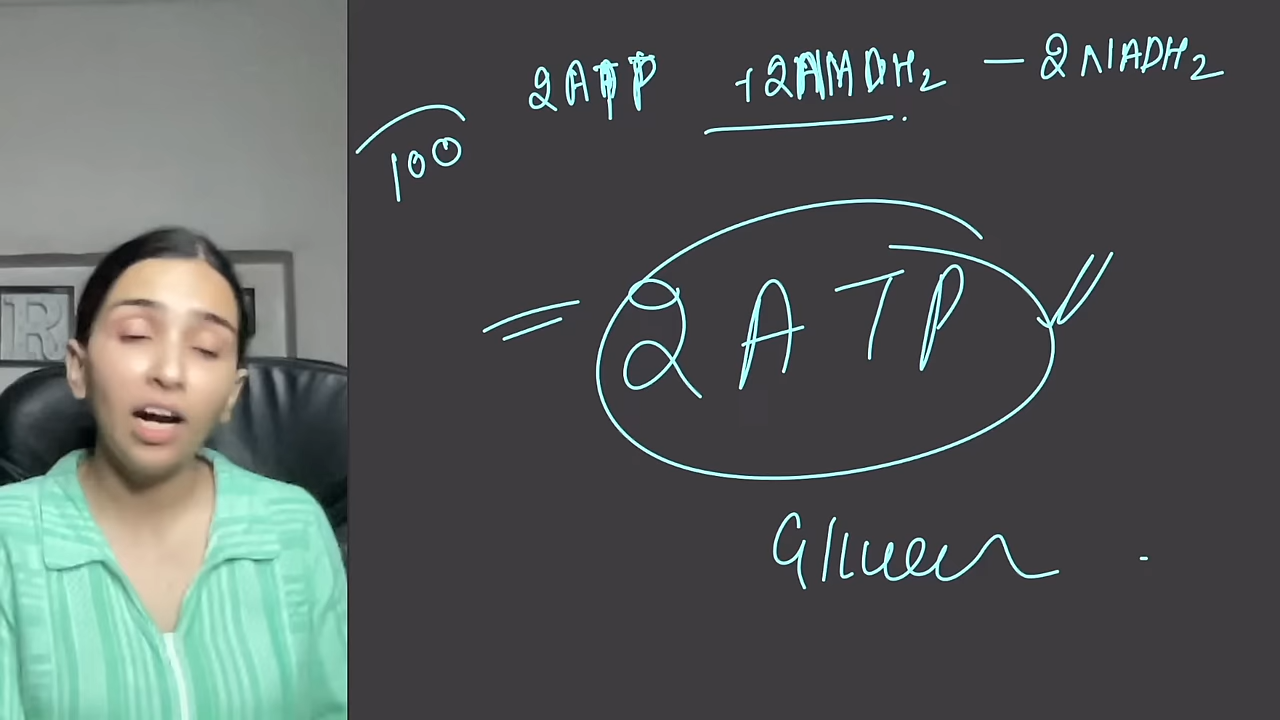 2ATP +2NADH2 — 2NADH2
100
= 2ATP
R